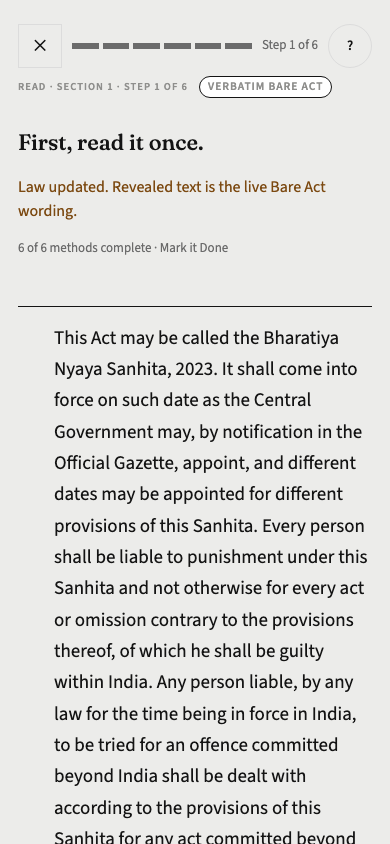 Step 1 of 6
?
READ · SECTION 1 · STEP 1 OF 6 VERBATIM BARE ACT
First, read it once.
Law updated. Revealed text is the live Bare Act
wording.
6 of 6 methods complete · Mark it Done
This Act may be called the Bharatiya
Nyaya Sanhita, 2023. It shall come into
force on such date as the Central
Government may, by notification in the
Official Gazette, appoint, and different
dates may be appointed for different
provisions of this Sanhita. Every person
shall be liable to punishment under this
Sanhita and not otherwise for every act
or omission contrary to the provisions
thereof, of which he shall be guilty
within India. Any person liable, by any
law for the time being in force in India,
to be tried for an offence committed
beyond India shall be dealt with
according to the provisions of this
Sanhita for any act committed beyond